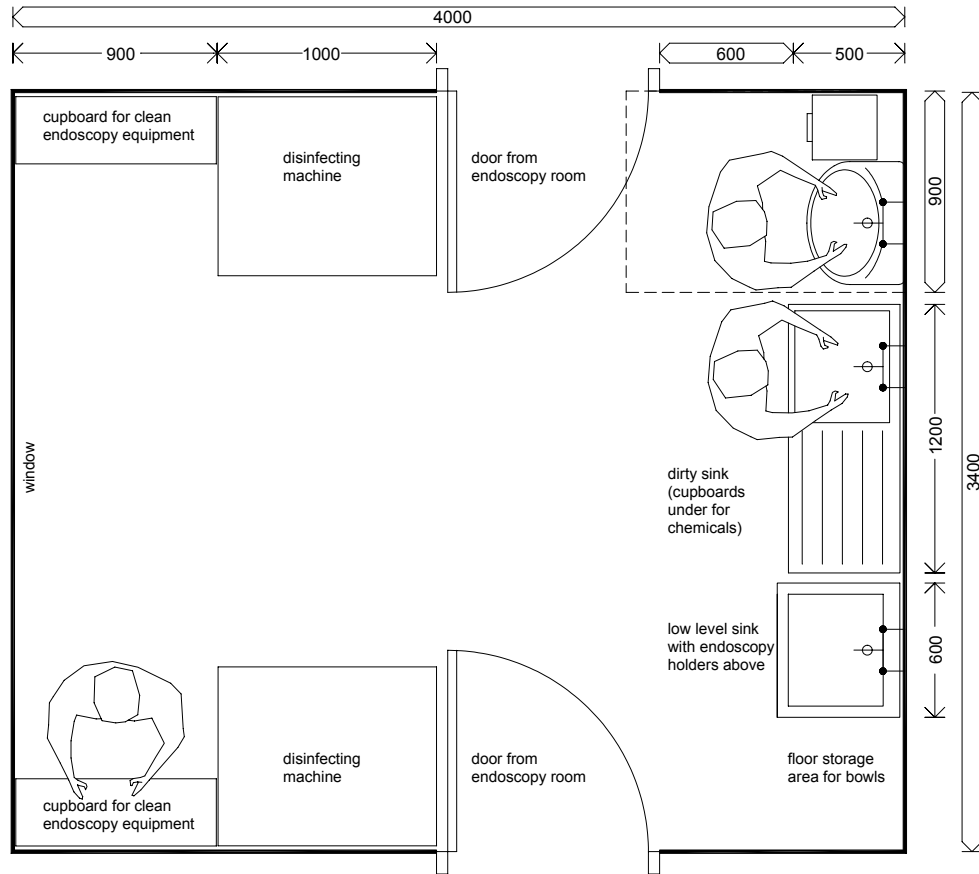 4000
900
1000
600
500
cupboard for clean
endoscopy equipment
disinfecting
machine
door from
endoscopy room
900
window
dirty sink
(cupboards
under for
chemicals)
1200
3400
low level sink
with endoscopy
holders above
600
disinfecting
machine
door from
endoscopy room
floor storage
area for bowls
cupboard for clean
endoscopy equipment